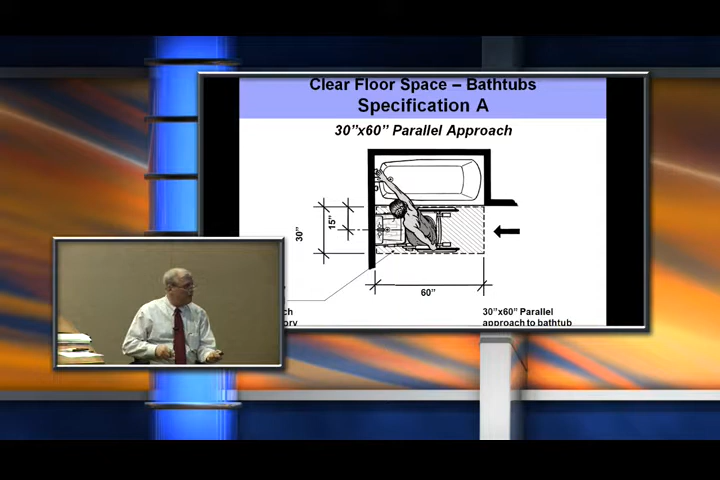 Clear Floor Space – Bathtubs
Specification A
30”x60” Parallel Approach
30”
15”
60”
30”x60” Parallel
approach to bathtub